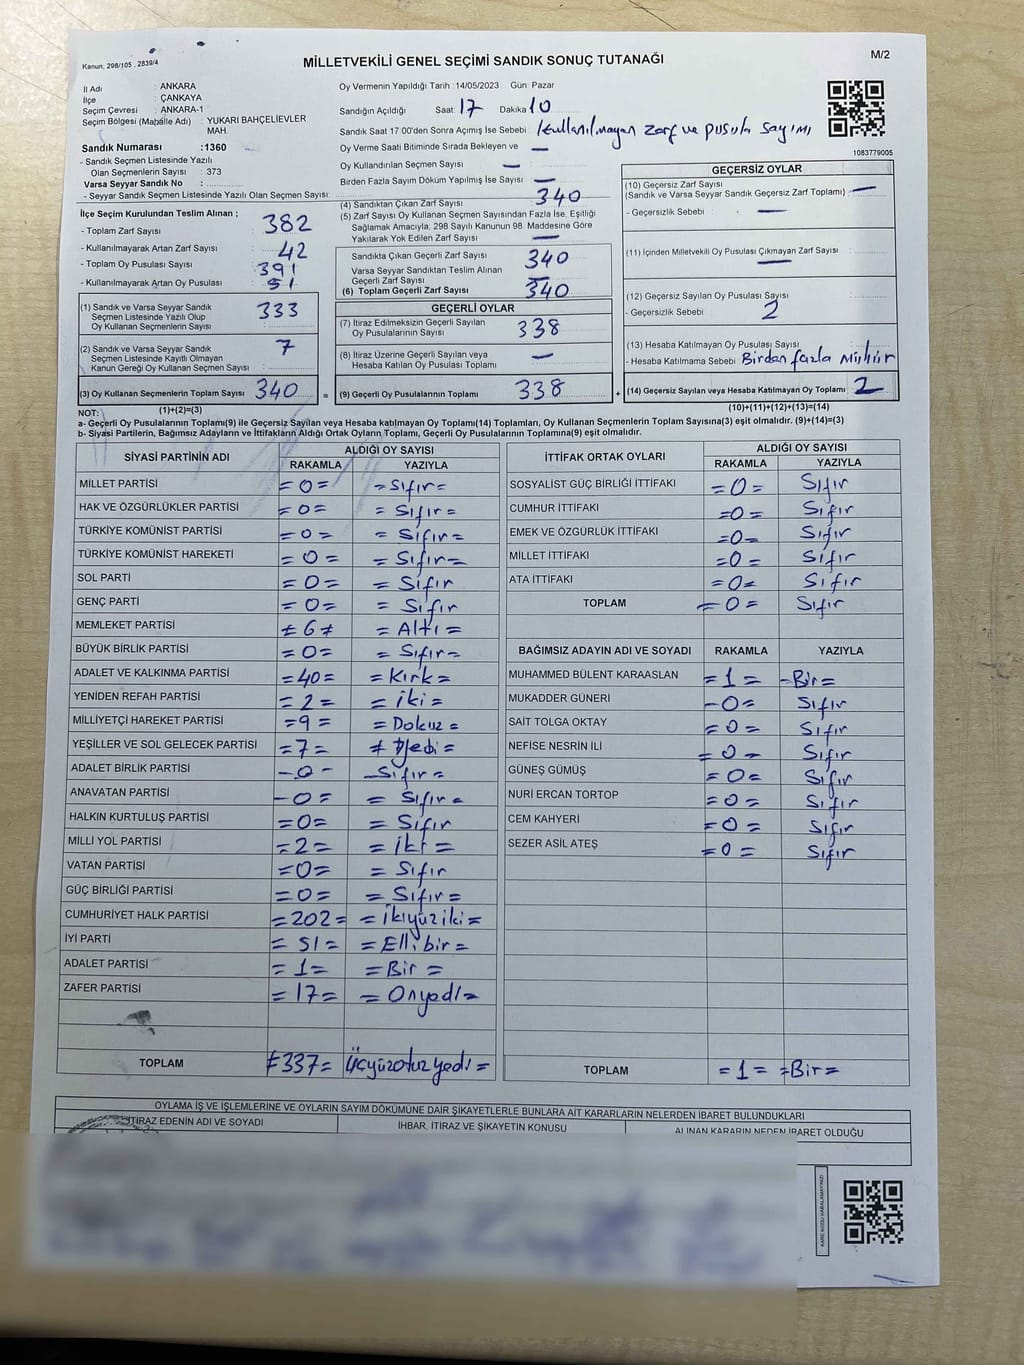 Kanun; 298/105 , 2839/4
MİLLETVEKİLİ GENEL SEÇİMİ SANDIK SONUÇ TUTANAĞI
M/2
İl Adı : ANKARA
İlçe : ÇANKAYA
Seçim Çevresi : ANKARA-1
Seçim Bölgesi (Mahalle Adı) : YUKARI BAHÇELİEVLER MAH.
Sandık Numarası :1360
- Sandık Seçmen Listesinde Yazılı
Olan Seçmenlerin Sayısı : 373
Varsa Seyyar Sandık No :
- Seyyar Sandık Seçmen Listesinde Yazılı Olan Seçmen Sayısı:
Oy Vermenin Yapıldığı Tarih :14/05/2023 Gün: Pazar
Sandığın Açıldığı Saat: 17 Dakika 10
Sandık Saat 17 00'den Sonra Açımış İse Sebebi : Kullanılmayan zarf ve pusula sayımı
Oy Verme Saati Bitiminde Sırada Bekleyen ve —
Oy Kullandırılan Seçmen Sayısı —
Birden Fazla Sayım Döküm Yapılmış İse Sayısı —
1083779005
İlçe Seçim Kurulundan Teslim Alınan ;
- Toplam Zarf Sayısı : 382
- Kullanılmayarak Artan Zarf Sayısı : 42
- Toplam Oy Pusulası Sayısı : 391
- Kullanılmayarak Artan Oy Pusulası : 51
(1) Sandık ve Varsa Seyyar Sandık
Seçmen Listesinde Yazılı Olup
Oy Kullanan Seçmenlerin Sayısı : 333
(2) Sandık ve Varsa Seyyar Sandık
Seçmen Listesinde Kayıtlı Olmayan
Kanun Gereği Oy Kullanan Seçmen Sayısı : 7
(3) Oy Kullanan Seçmenlerin Toplam Sayısı 340 =
(1)+(2)=(3)
(4) Sandıktan Çıkan Zarf Sayısı : 340
(5) Zarf Sayısı Oy Kullanan Seçmen Sayısından Fazla İse, Eşitliği
Sağlamak Amacıyla, 298 Sayılı Kanunun 98. Maddesine Göre
Yakılarak Yok Edilen Zarf Sayısı —
Sandıkta Çıkan Geçerli Zarf Sayısı : 340
Varsa Seyyar Sandıktan Teslim Alınan
Geçerli Zarf Sayısı : —
(6) Toplam Geçerli Zarf Sayısı : 340
GEÇERLİ OYLAR
(7) İtiraz Edilmeksizin Geçerli Sayılan
Oy Pusulalarının Sayısı : 338
(8) İtiraz Üzerine Geçerli Sayılan veya
Hesaba Katılan Oy Pusulası Toplamı : —
(9) Geçerli Oy Pusulalarının Toplamı : 338 +
GEÇERSİZ OYLAR
(10) Geçersiz Zarf Sayısı
(Sandık ve Varsa Seyyar Sandık Geçersiz Zarf Toplamı) —
- Geçersizlik Sebebi : —
(11) İçinden Milletvekili Oy Pusulası Çıkmayan Zarf Sayısı : —
(12) Geçersiz Sayılan Oy Pusulası Sayısı :
- Geçersizlik Sebebi : 2
(13) Hesaba Katılmayan Oy Pusulası Sayısı :
- Hesaba Katılmama Sebebi : Birden fazla Mühür
(14) Geçersiz Sayılan veya Hesaba Katılmayan Oy Toplamı : 2
(10)+(11)+(12)+(13)=(14)
NOT:
a- Geçerli Oy Pusulalarının Toplamı(9) ile Geçersiz Sayılan veya Hesaba katılmayan Oy Toplamı(14) Toplamları, Oy Kullanan Seçmenlerin Toplam Sayısına(3) eşit olmalıdır. (9)+(14)=(3)
b- Siyasi Partilerin, Bağımsız Adayların ve İttifakların Aldığı Ortak Oyların Toplamı, Geçerli Oy Pusulalarının Toplamına(9) eşit olmalıdır.
SİYASİ PARTİNİN ADI ALDIĞI OY SAYISI
RAKAMLA YAZIYLA
MİLLET PARTİSİ =0= =Sıfır=
HAK VE ÖZGÜRLÜKLER PARTİSİ =0= =Sıfır=
TÜRKİYE KOMÜNİST PARTİSİ =0= =Sıfır=
TÜRKİYE KOMÜNİST HAREKETİ =0= =Sıfır=
SOL PARTİ =0= =Sıfır
GENÇ PARTİ =0= =Sıfır
MEMLEKET PARTİSİ =6= =Altı=
BÜYÜK BİRLİK PARTİSİ =0= =Sıfır=
ADALET VE KALKINMA PARTİSİ =40= =Kırk=
YENİDEN REFAH PARTİSİ =2= =iki=
MİLLİYETÇİ HAREKET PARTİSİ =9= =Dokuz=
YEŞİLLER VE SOL GELECEK PARTİSİ =7= =Yedi=
ADALET BİRLİK PARTİSİ -0- -Sıfır=
ANAVATAN PARTİSİ -0= =Sıfır=
HALKIN KURTULUŞ PARTİSİ =0= =Sıfır
MİLLİ YOL PARTİSİ =2= =İki=
VATAN PARTİSİ =0= =Sıfır
GÜÇ BİRLİĞİ PARTİSİ =0= =Sıfır=
CUMHURİYET HALK PARTİSİ =202= =ikiyüziki=
İYİ PARTİ =51= =Ellibir=
ADALET PARTİSİ =1= =Bir=
ZAFER PARTİSİ =17= =Onyedi=
TOPLAM =337= Üçyüzotuzyedi=
İTTİFAK ORTAK OYLARI ALDIĞI OY SAYISI
RAKAMLA YAZIYLA
SOSYALİST GÜÇ BİRLİĞİ İTTİFAKI =0= Sıfır
CUMHUR İTTİFAKI =0= Sıfır
EMEK VE ÖZGÜRLÜK İTTİFAKI =0= Sıfır
MİLLET İTTİFAKI =0= Sıfır
ATA İTTİFAKI =0= Sıfır
TOPLAM =0= Sıfır
BAĞIMSIZ ADAYIN ADI VE SOYADI RAKAMLA YAZIYLA
MUHAMMED BÜLENT KARAASLAN =1= -Bir=
MUKADDER GÜNERİ -0= Sıfır
SAİT TOLGA OKTAY =0= Sıfır
NEFİSE NESRİN İLİ =0= Sıfır
GÜNEŞ GÜMÜŞ =0= Sıfır
NURİ ERCAN TORTOP =0= Sıfır
CEM KAHYERİ =0= Sıfır
SEZER ASİL ATEŞ =0= Sıfır
TOPLAM =1= =Bir=
OYLAMA İŞ VE İŞLEMLERİNE VE OYLARIN SAYIM DÖKÜMÜNE DAİR ŞİKAYETLERLE BUNLARA AİT KARARLARIN NELERDEN İBARET BULUNDUKLARI
İTİRAZ EDENİN ADI VE SOYADI İHBAR, İTİRAZ VE ŞİKAYETİN KONUSU ALINAN KARARIN NEDEN İBARET OLDUĞU